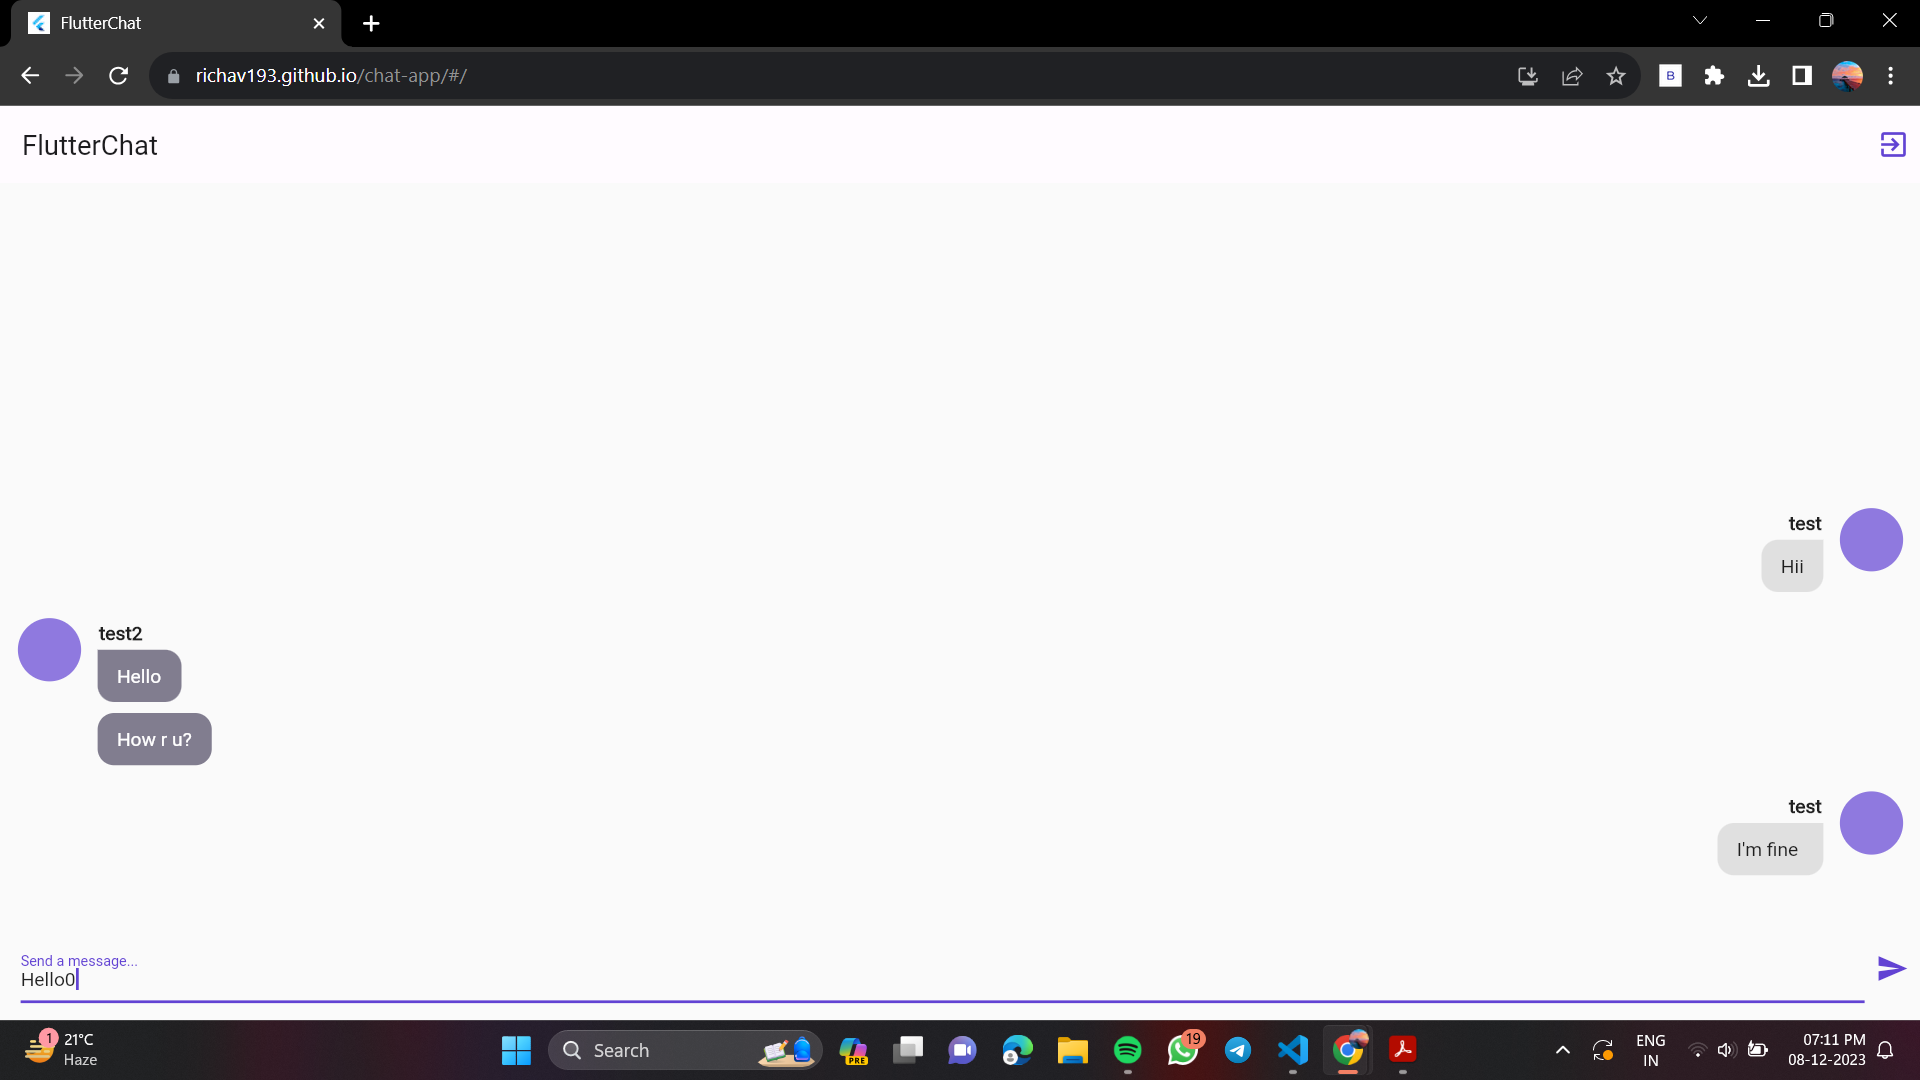 FlutterChat
richav193.github.io/chat-app/#/
B
FlutterChat
test
Hii
test2
Hello
How r u?
test
I'm fine
Send a message...
Hello0
1
21°C
Haze
Search
PRE
19
ENG
IN
07:11 PM
08-12-2023